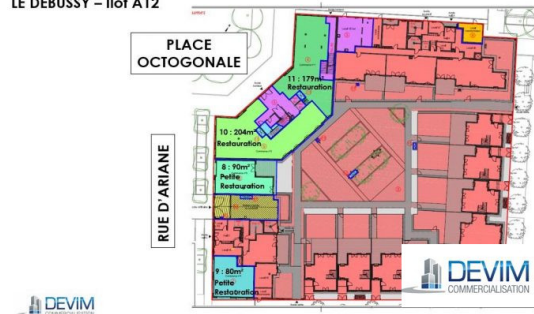 LE DEBUSSY – Ilot A12
PLACE
OCTOGONALE
11 : 179m²
Restauration
10 : 204m²
Restauration
8 : 90m²
Petite
Restauration
RUE D'ARIANE
9 : 80m²
Petite
Restauration
DEVIM
COMMERCIALISATION
DEVIM
COMMERCIALISATION